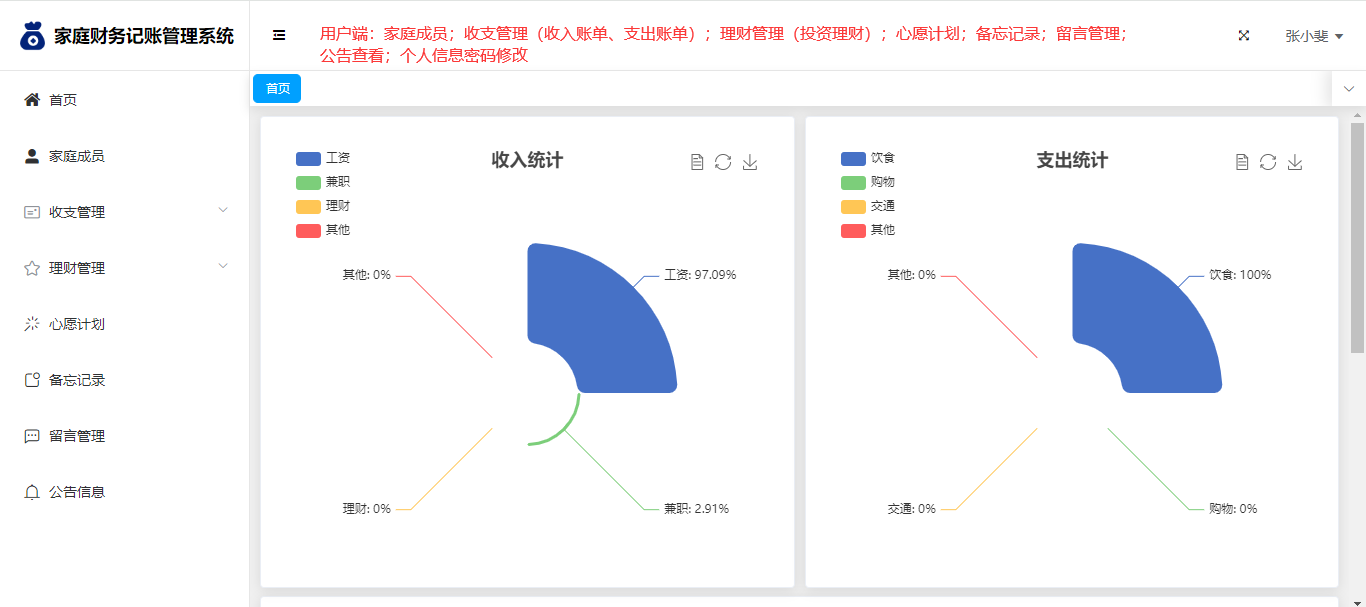 家庭财务记账管理系统
用户端：家庭成员；收支管理（收入账单、支出账单）；理财管理（投资理财）；心愿计划；备忘记录；留言管理；
公告查看；个人信息密码修改
张小斐
首页
首页
家庭成员
收支管理
理财管理
心愿计划
备忘记录
留言管理
公告信息
收入统计
工资
兼职
理财
其他
其他: 0%
工资: 97.09%
理财: 0%
兼职: 2.91%
支出统计
饮食
购物
交通
其他
其他: 0%
饮食: 100%
交通: 0%
购物: 0%